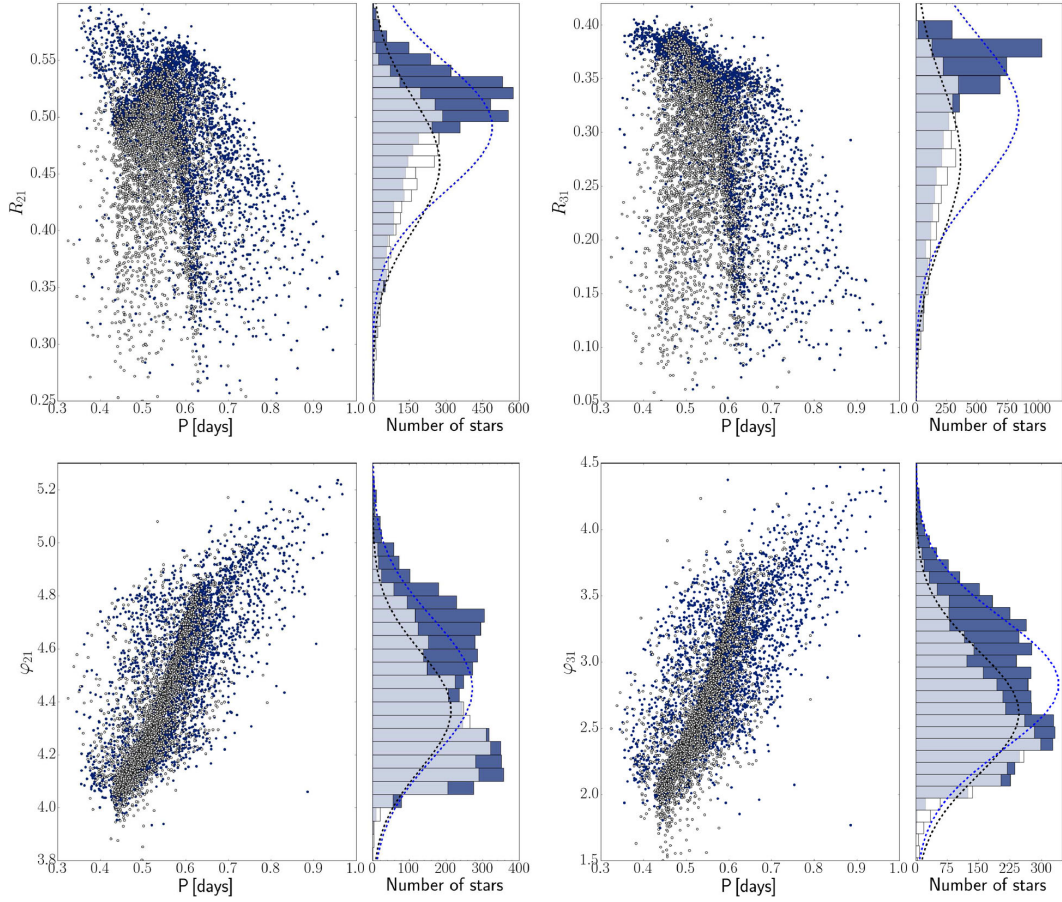 R21
0.55
0.50
0.45
0.40
0.35
0.30
0.25
0.3 0.4 0.5 0.6 0.7 0.8 0.9 1.0
P [days]
0 150 300 450 600
Number of stars
R31
0.40
0.35
0.30
0.25
0.20
0.15
0.10
0.05
0.3 0.4 0.5 0.6 0.7 0.8 0.9 1.0
P [days]
0 250 500 750 1000
Number of stars
φ21
5.2
5.0
4.8
4.6
4.4
4.2
4.0
3.8
0.3 0.4 0.5 0.6 0.7 0.8 0.9 1.0
P [days]
0 100 200 300 400
Number of stars
φ31
4.5
4.0
3.5
3.0
2.5
2.0
1.5
0.3 0.4 0.5 0.6 0.7 0.8 0.9 1.0
P [days]
0 75 150 225 300
Number of stars